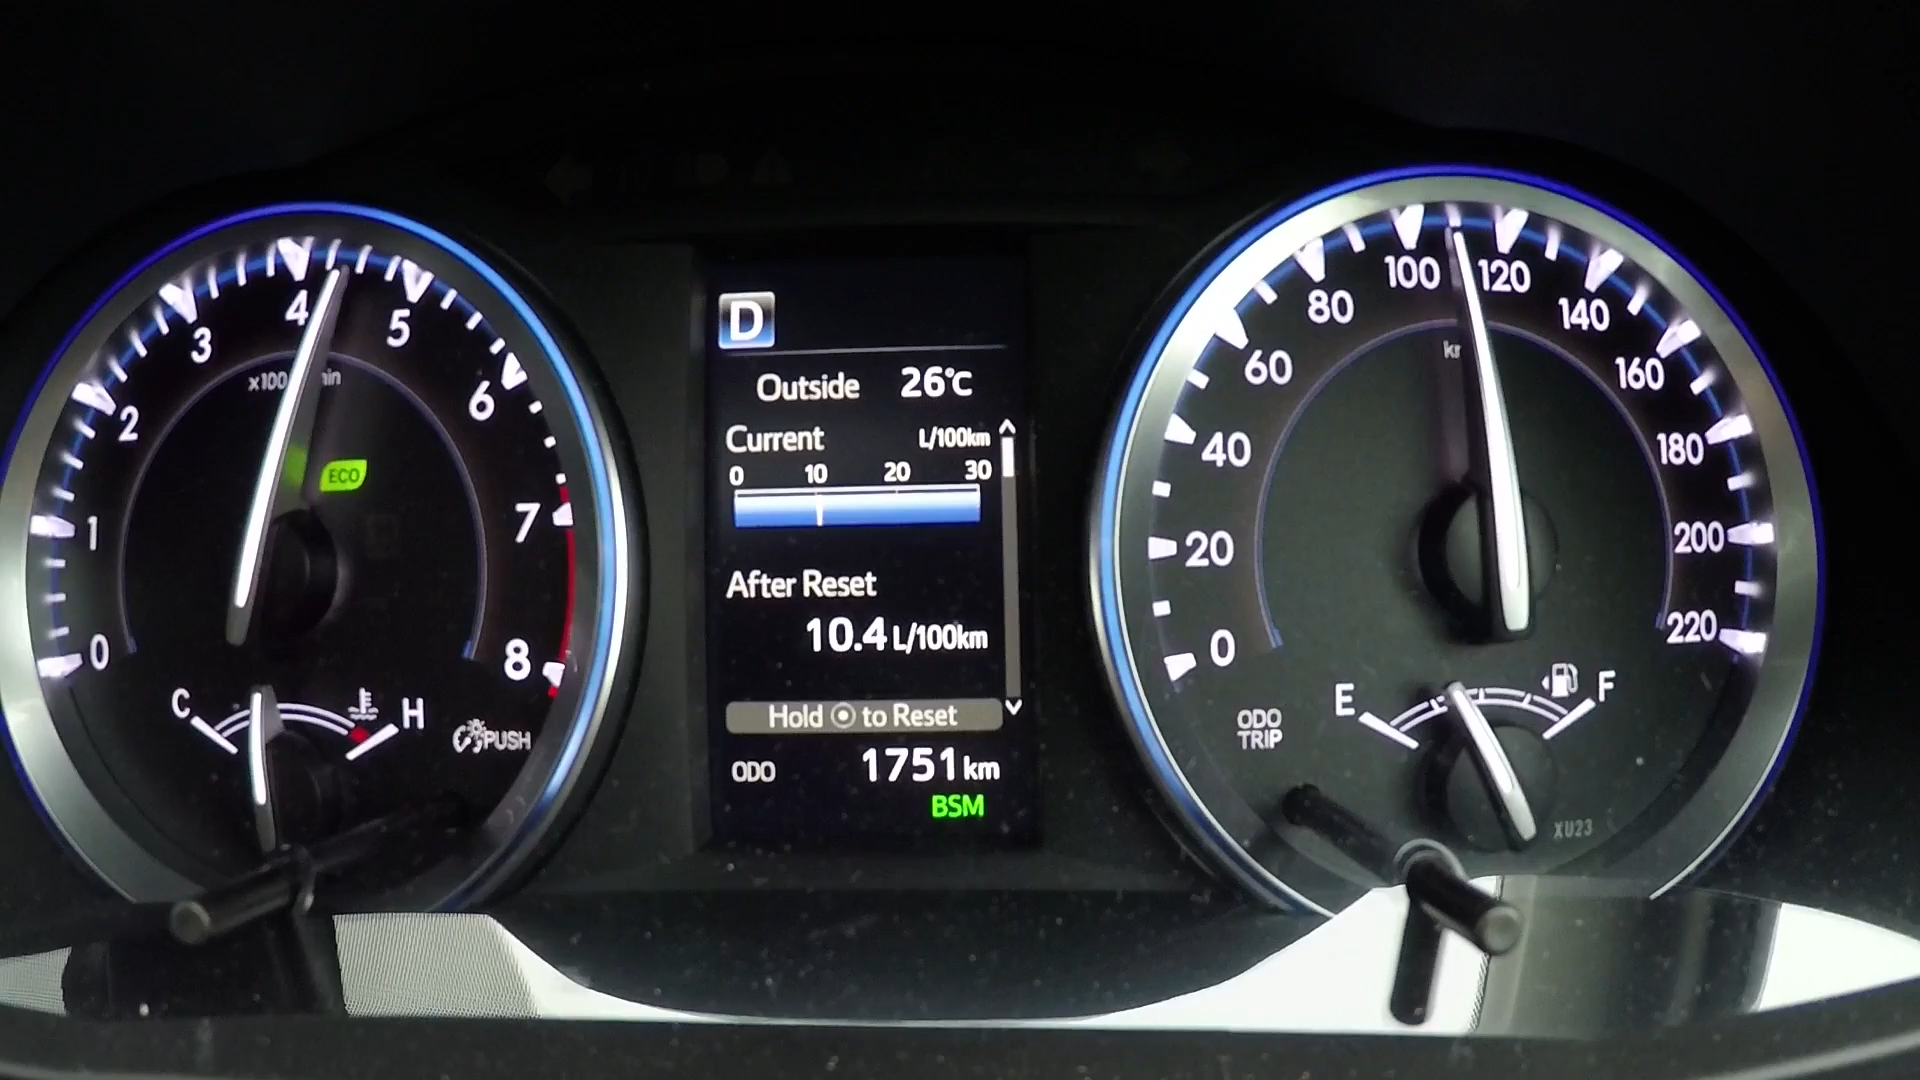 0
1
2
3
4
5
6
7
8
x100
in
ECO
C
H
PUSH
D
Outside 26°C
Current L/100km
0 10 20 30
After Reset
10.4 L/100km
Hold to Reset
ODO 1751 km
BSM
0
20
40
60
80
100
120
140
160
180
200
220
ODO
TRIP
E
F
XU23